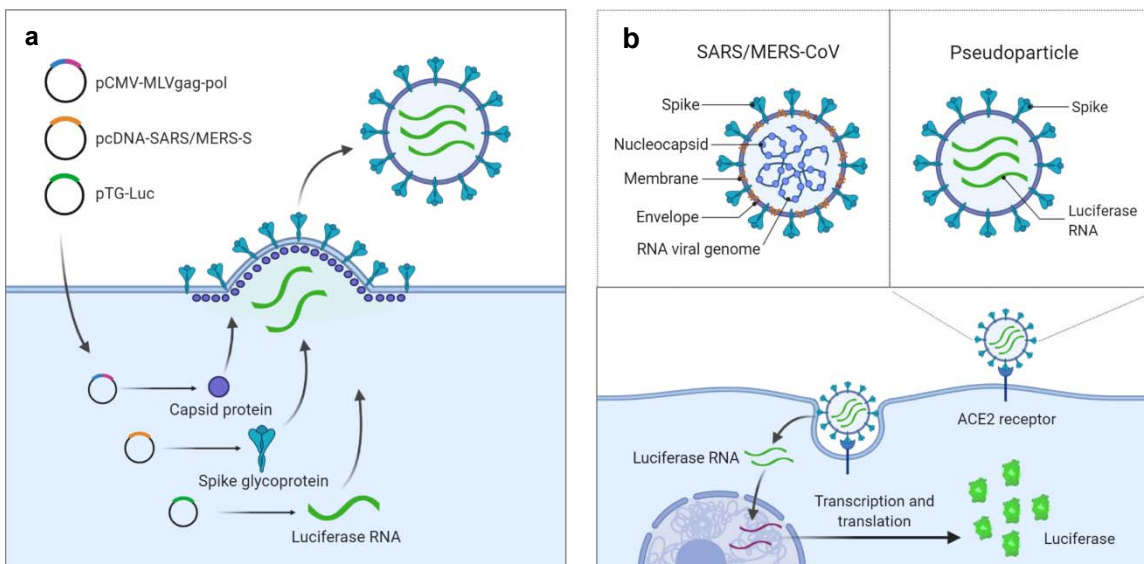 a
pCMV-MLVgag-pol
pcDNA-SARS/MERS-S
pTG-Luc
Capsid protein
Spike glycoprotein
Luciferase RNA
b
SARS/MERS-CoV
Spike
Nucleocapsid
Membrane
Envelope
RNA viral genome
Pseudoparticle
Spike
Luciferase
RNA
ACE2 receptor
Luciferase RNA
Transcription and
translation
Luciferase